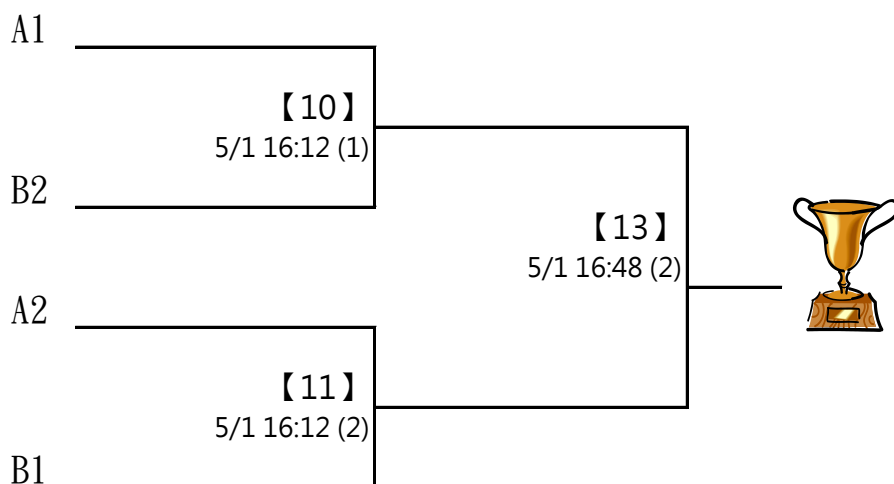 A1
【10】
5/1 16:12 (1)
B2
【13】
5/1 16:48 (2)
A2
【11】
5/1 16:12 (2)
B1